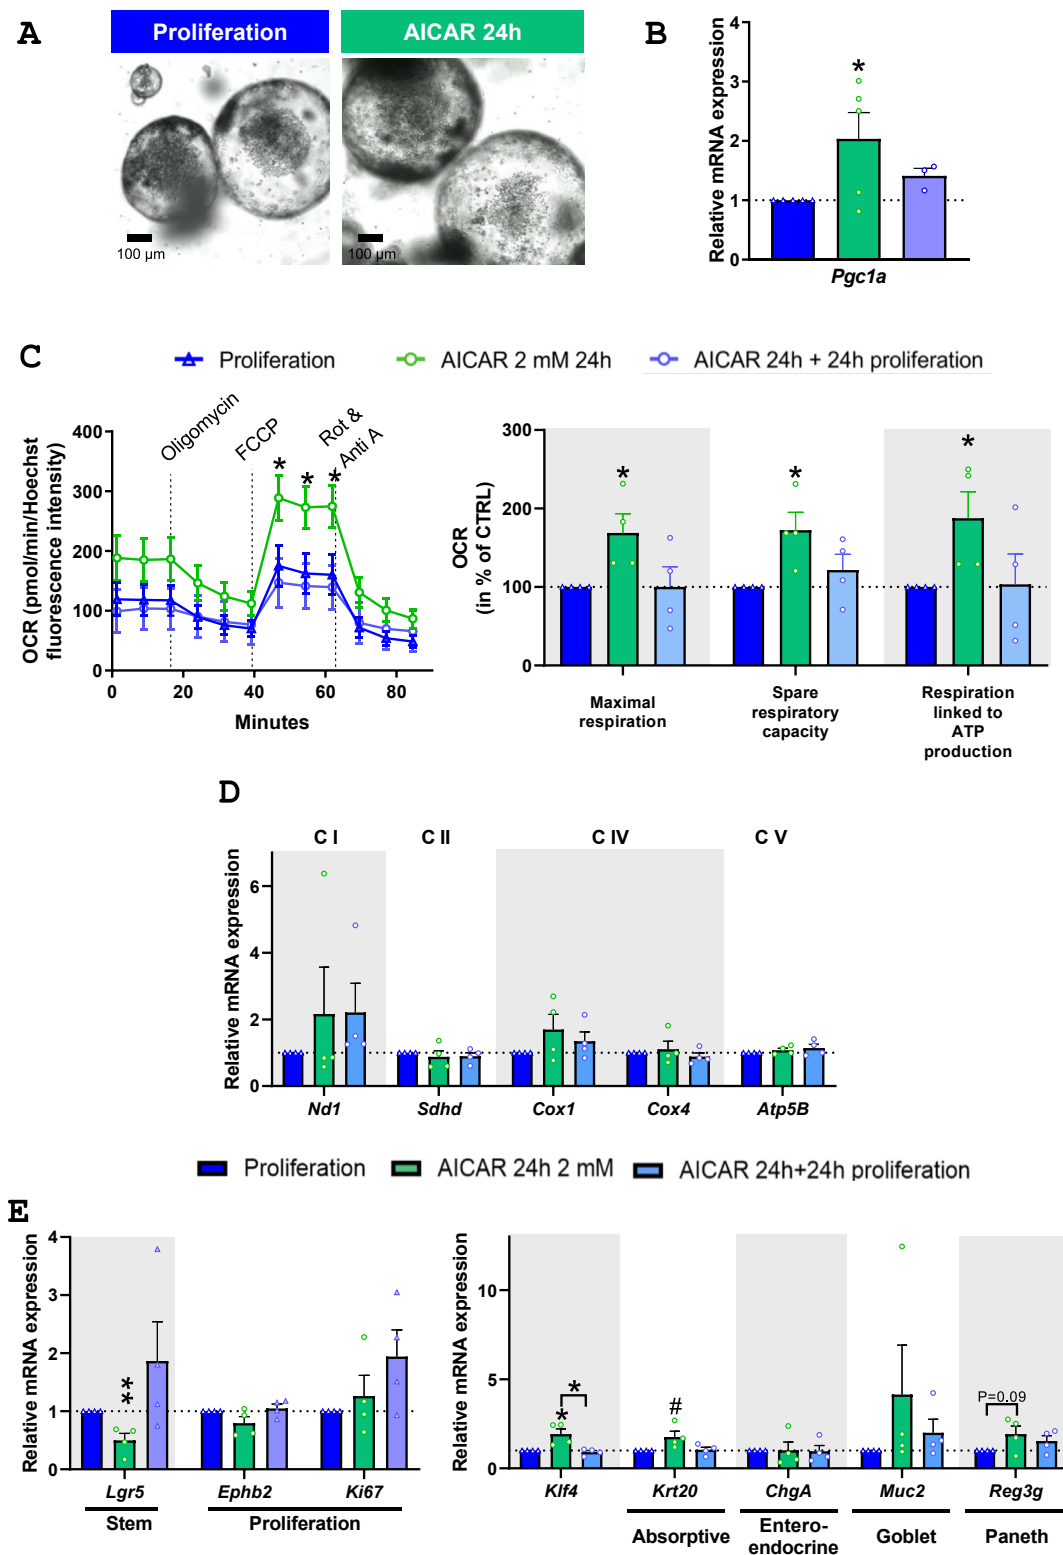 A
Proliferation
AICAR 24h
100 µm
100 µm
B
Relative mRNA expression
4
3
2
1
0
*
Pgc1a
C
Proliferation
AICAR 2 mM 24h
AICAR 24h + 24h proliferation
OCR (pmol/min/Hoechst
fluorescence intensity)
400
300
200
100
0
0
20
40
60
80
Minutes
Oligomycin
FCCP
Rot &
Anti A
* * *
OCR
(in % of CTRL)
300
200
100
0
*
*
*
Maximal
respiration
Spare
respiratory
capacity
Respiration
linked to
ATP
production
D
C I
C II
C IV
C V
Relative mRNA expression
6
4
2
0
Nd1
Sdhd
Cox1
Cox4
Atp5B
Proliferation
AICAR 24h 2 mM
AICAR 24h+24h proliferation
E
Relative mRNA expression
4
3
2
1
0
**
Lgr5
Ephb2
Ki67
Stem
Proliferation
Relative mRNA expression
10
5
0
*
*
#
P=0.09
Klf4
Krt20
ChgA
Muc2
Reg3g
Absorptive
Entero-
endocrine
Goblet
Paneth